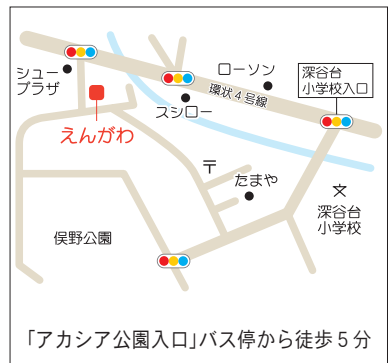 シュー
プラザ
えんがわ
スシロー
ローソン
環状4号線
深谷台
小学校入口
〒
たまや
文
深谷台
小学校
俣野公園
「アカシア公園入口」バス停から徒歩5分